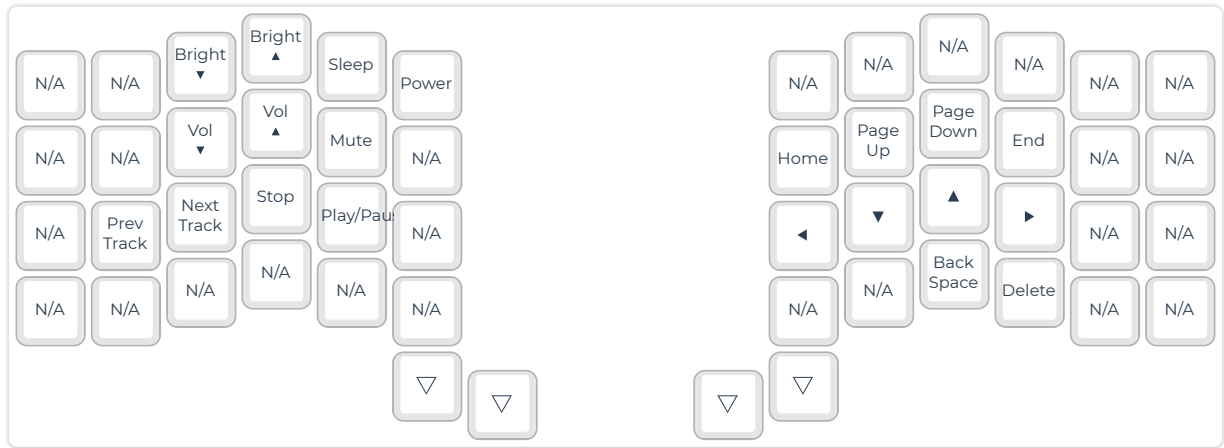 N/A N/A Bright ▼ Bright ▲ Sleep Power
N/A N/A Vol ▼ Vol ▲ Mute N/A
N/A Prev Track Next Track Stop Play/Paus N/A
N/A N/A N/A N/A N/A N/A
▽ ▽
N/A N/A N/A N/A N/A N/A
Home Page Up Page Down End N/A N/A
◀ ▼ ▲ ▶ N/A N/A
N/A N/A Back Space Delete N/A N/A
▽ ▽